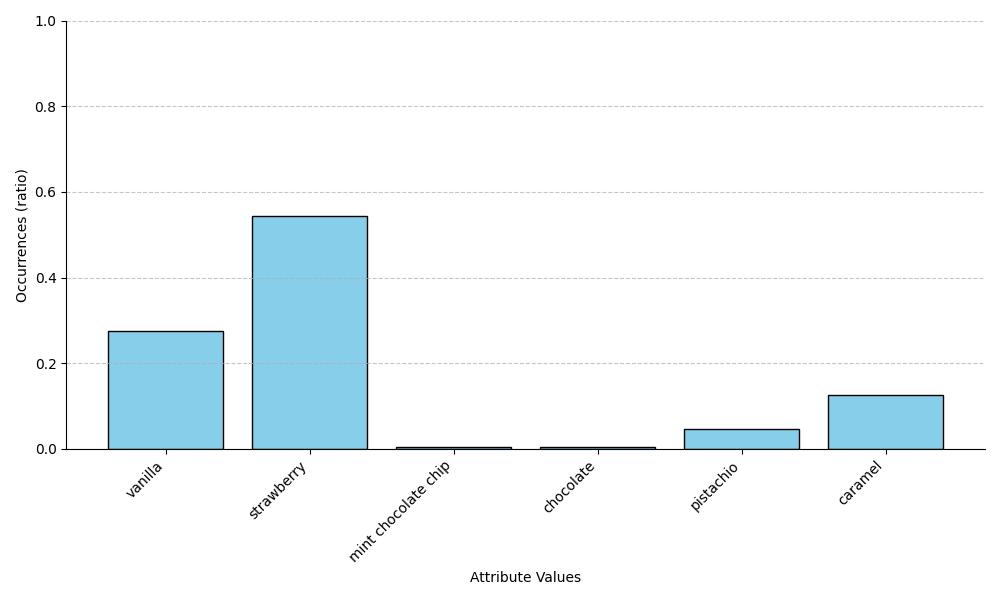 1.0
0.8
0.6
0.4
0.2
0.0
Occurrences (ratio)
vanilla
strawberry
mint chocolate chip
chocolate
pistachio
caramel
Attribute Values